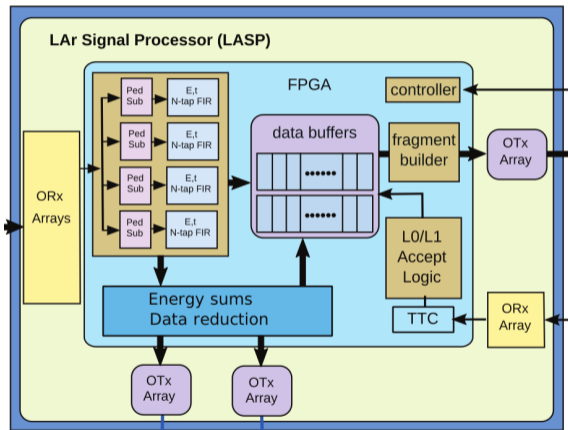 LAr Signal Processor (LASP)
FPGA
Ped
Sub
E,t
N-tap FIR
Ped
Sub
E,t
N-tap FIR
Ped
Sub
E,t
N-tap FIR
Ped
Sub
E,t
N-tap FIR
ORx
Arrays
data buffers
......
......
controller
fragment
builder
OTx
Array
L0/L1
Accept
Logic
TTC
ORx
Array
Energy sums
Data reduction
OTx
Array
OTx
Array